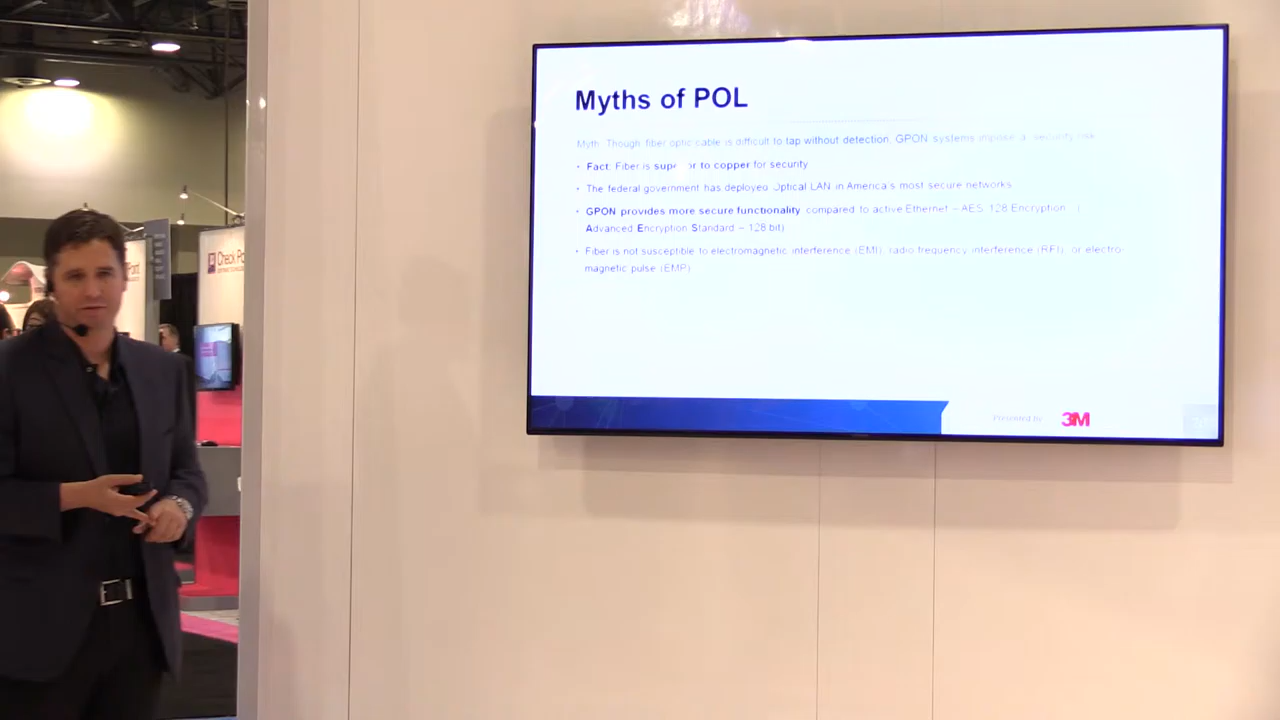 Myths of POL
Myth: Though fiber optic cable is difficult to tap without detection, GPON systems impose a security risk
• Fact: Fiber is superior to copper for security
• The federal government has deployed Optical LAN in America's most secure networks
• GPON provides more secure functionality compared to active Ethernet – AES 128 Encryption (
Advanced Encryption Standard – 128 bit)
• Fiber is not susceptible to electromagnetic interference (EMI), radio frequency interference (RFI), or electro-
magnetic pulse (EMP)
Presented by 3M
Check Po
Point